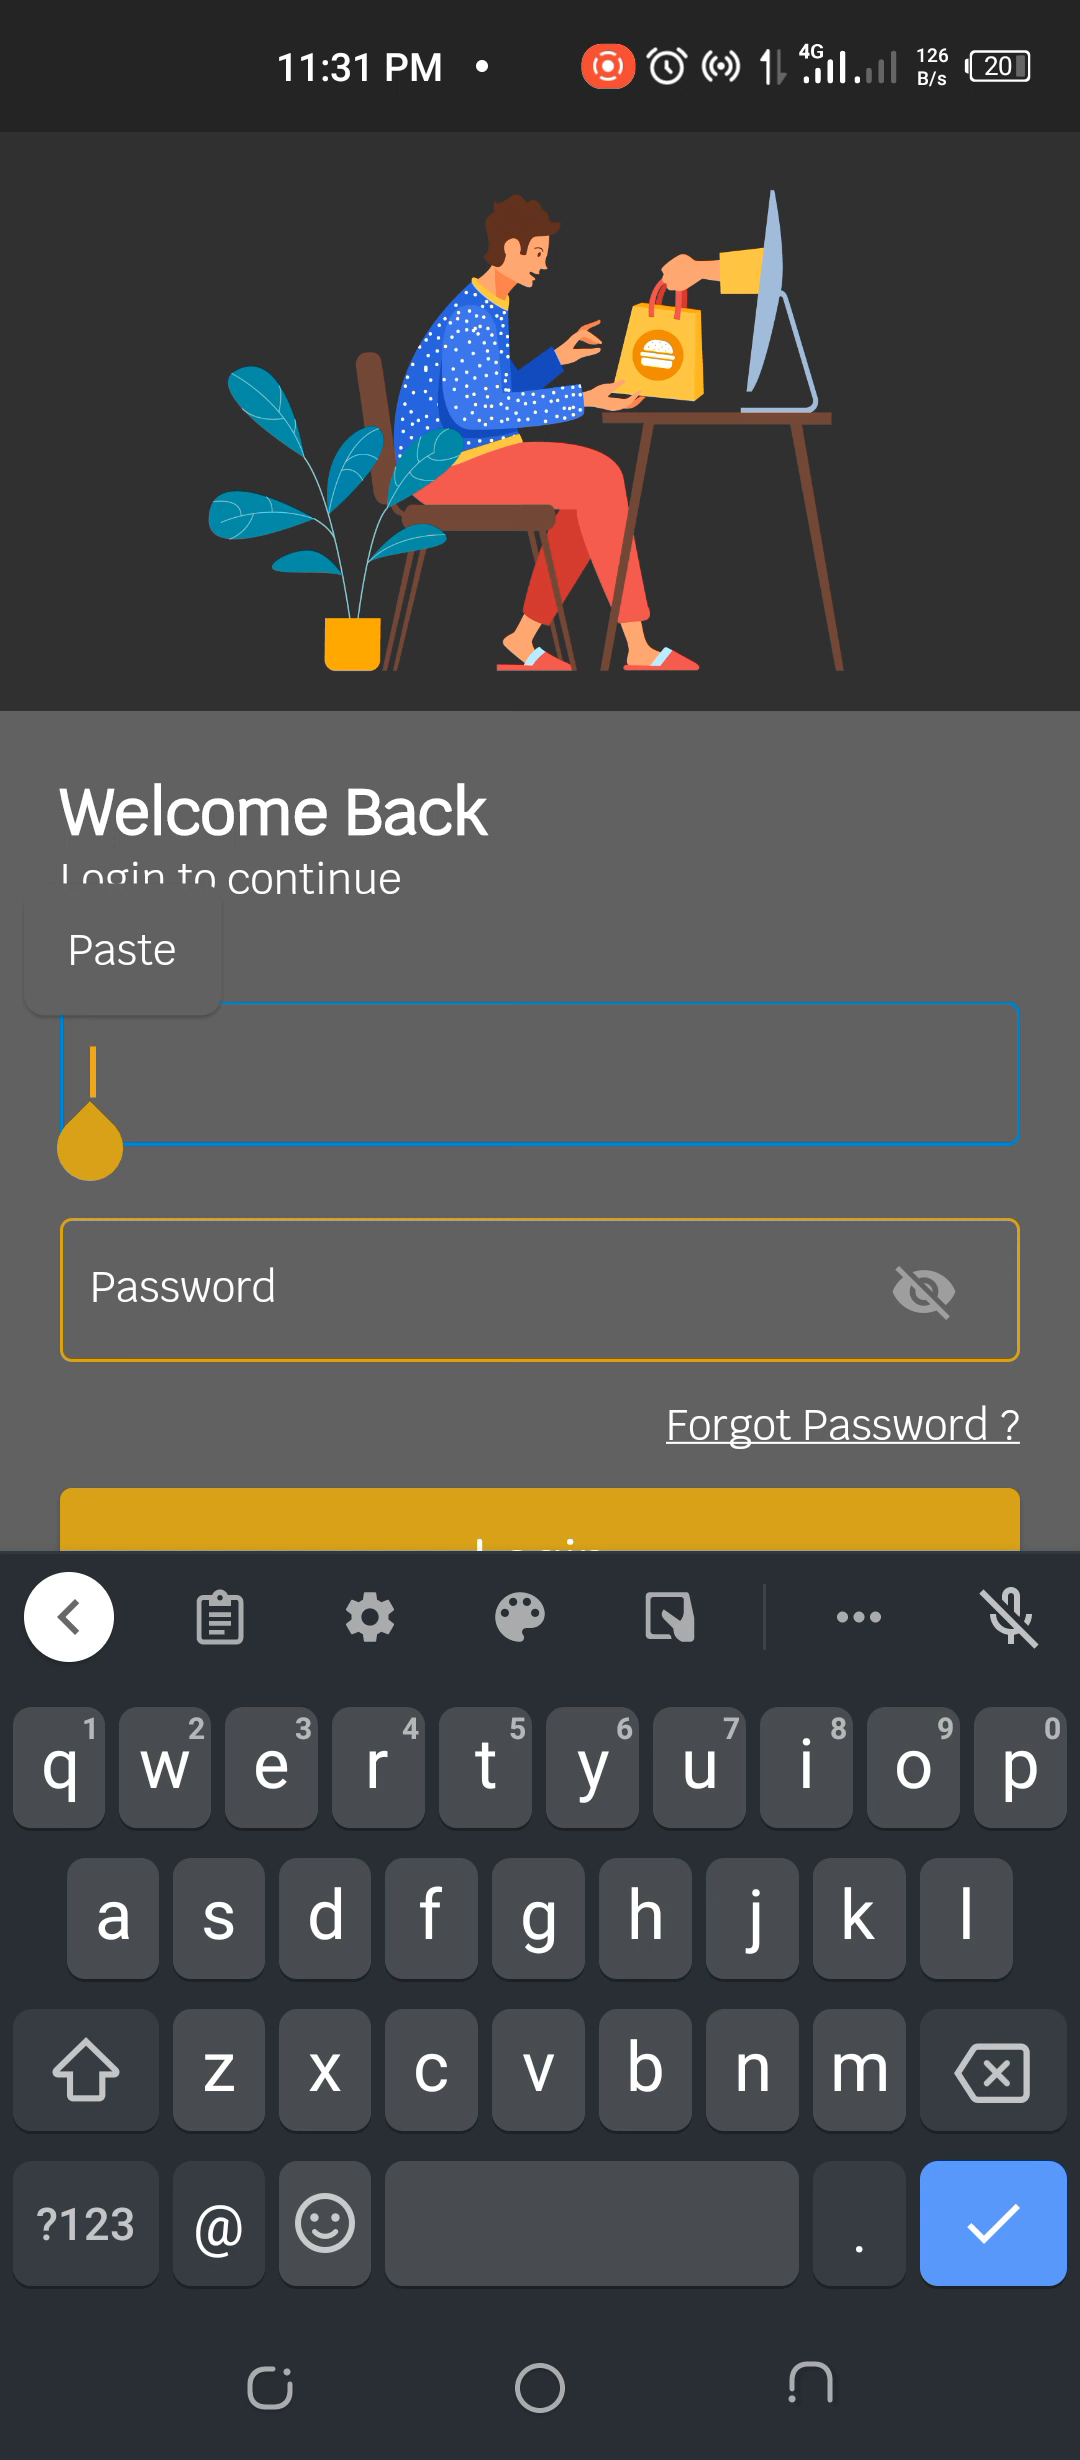 11:31 PM
4G
126
B/s
20
Welcome Back
Login to continue
Paste
Password
Forgot Password ?
Login
q 1 w 2 e 3 r 4 t 5 y 6 u 7 i 8 o 9 p 0
a s d f g h j k l
z x c v b n m
?123 @ .